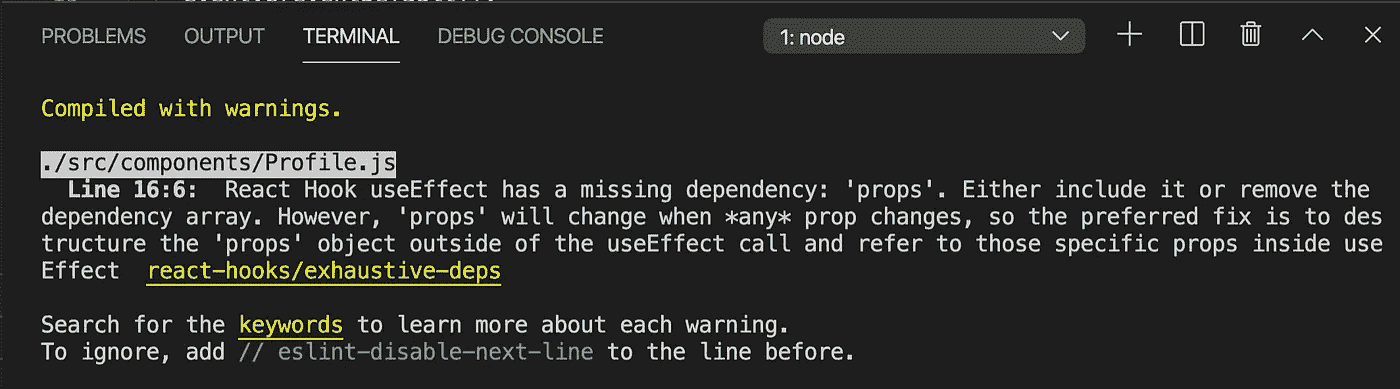 PROBLEMS OUTPUT TERMINAL DEBUG CONSOLE 1: node
Compiled with warnings.
./src/components/Profile.js
Line 16:6: React Hook useEffect has a missing dependency: 'props'. Either include it or remove the
dependency array. However, 'props' will change when *any* prop changes, so the preferred fix is to des
tructure the 'props' object outside of the useEffect call and refer to those specific props inside use
Effect react-hooks/exhaustive-deps
Search for the keywords to learn more about each warning.
To ignore, add // eslint-disable-next-line to the line before.